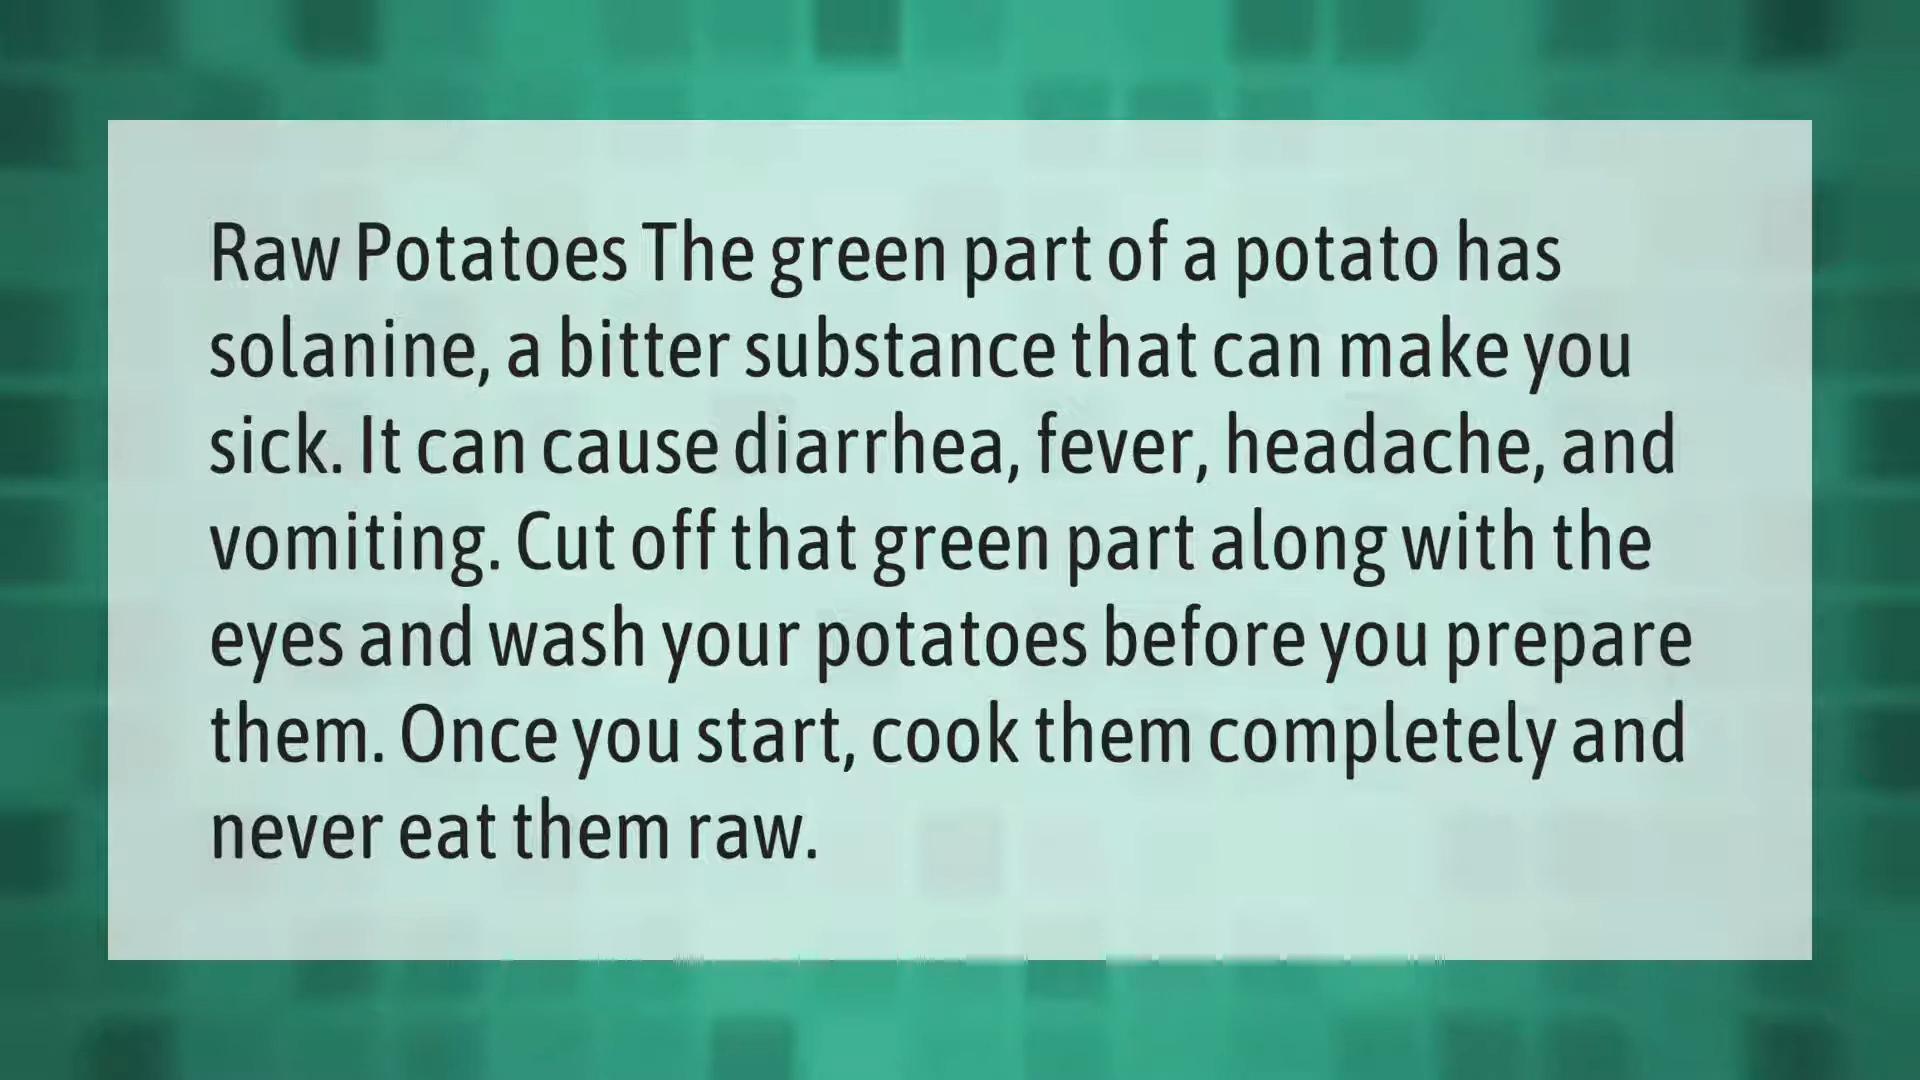 Raw Potatoes The green part of a potato has
solanine, a bitter substance that can make you
sick. It can cause diarrhea, fever, headache, and
vomiting. Cut off that green part along with the
eyes and wash your potatoes before you prepare
them. Once you start, cook them completely and
never eat them raw.